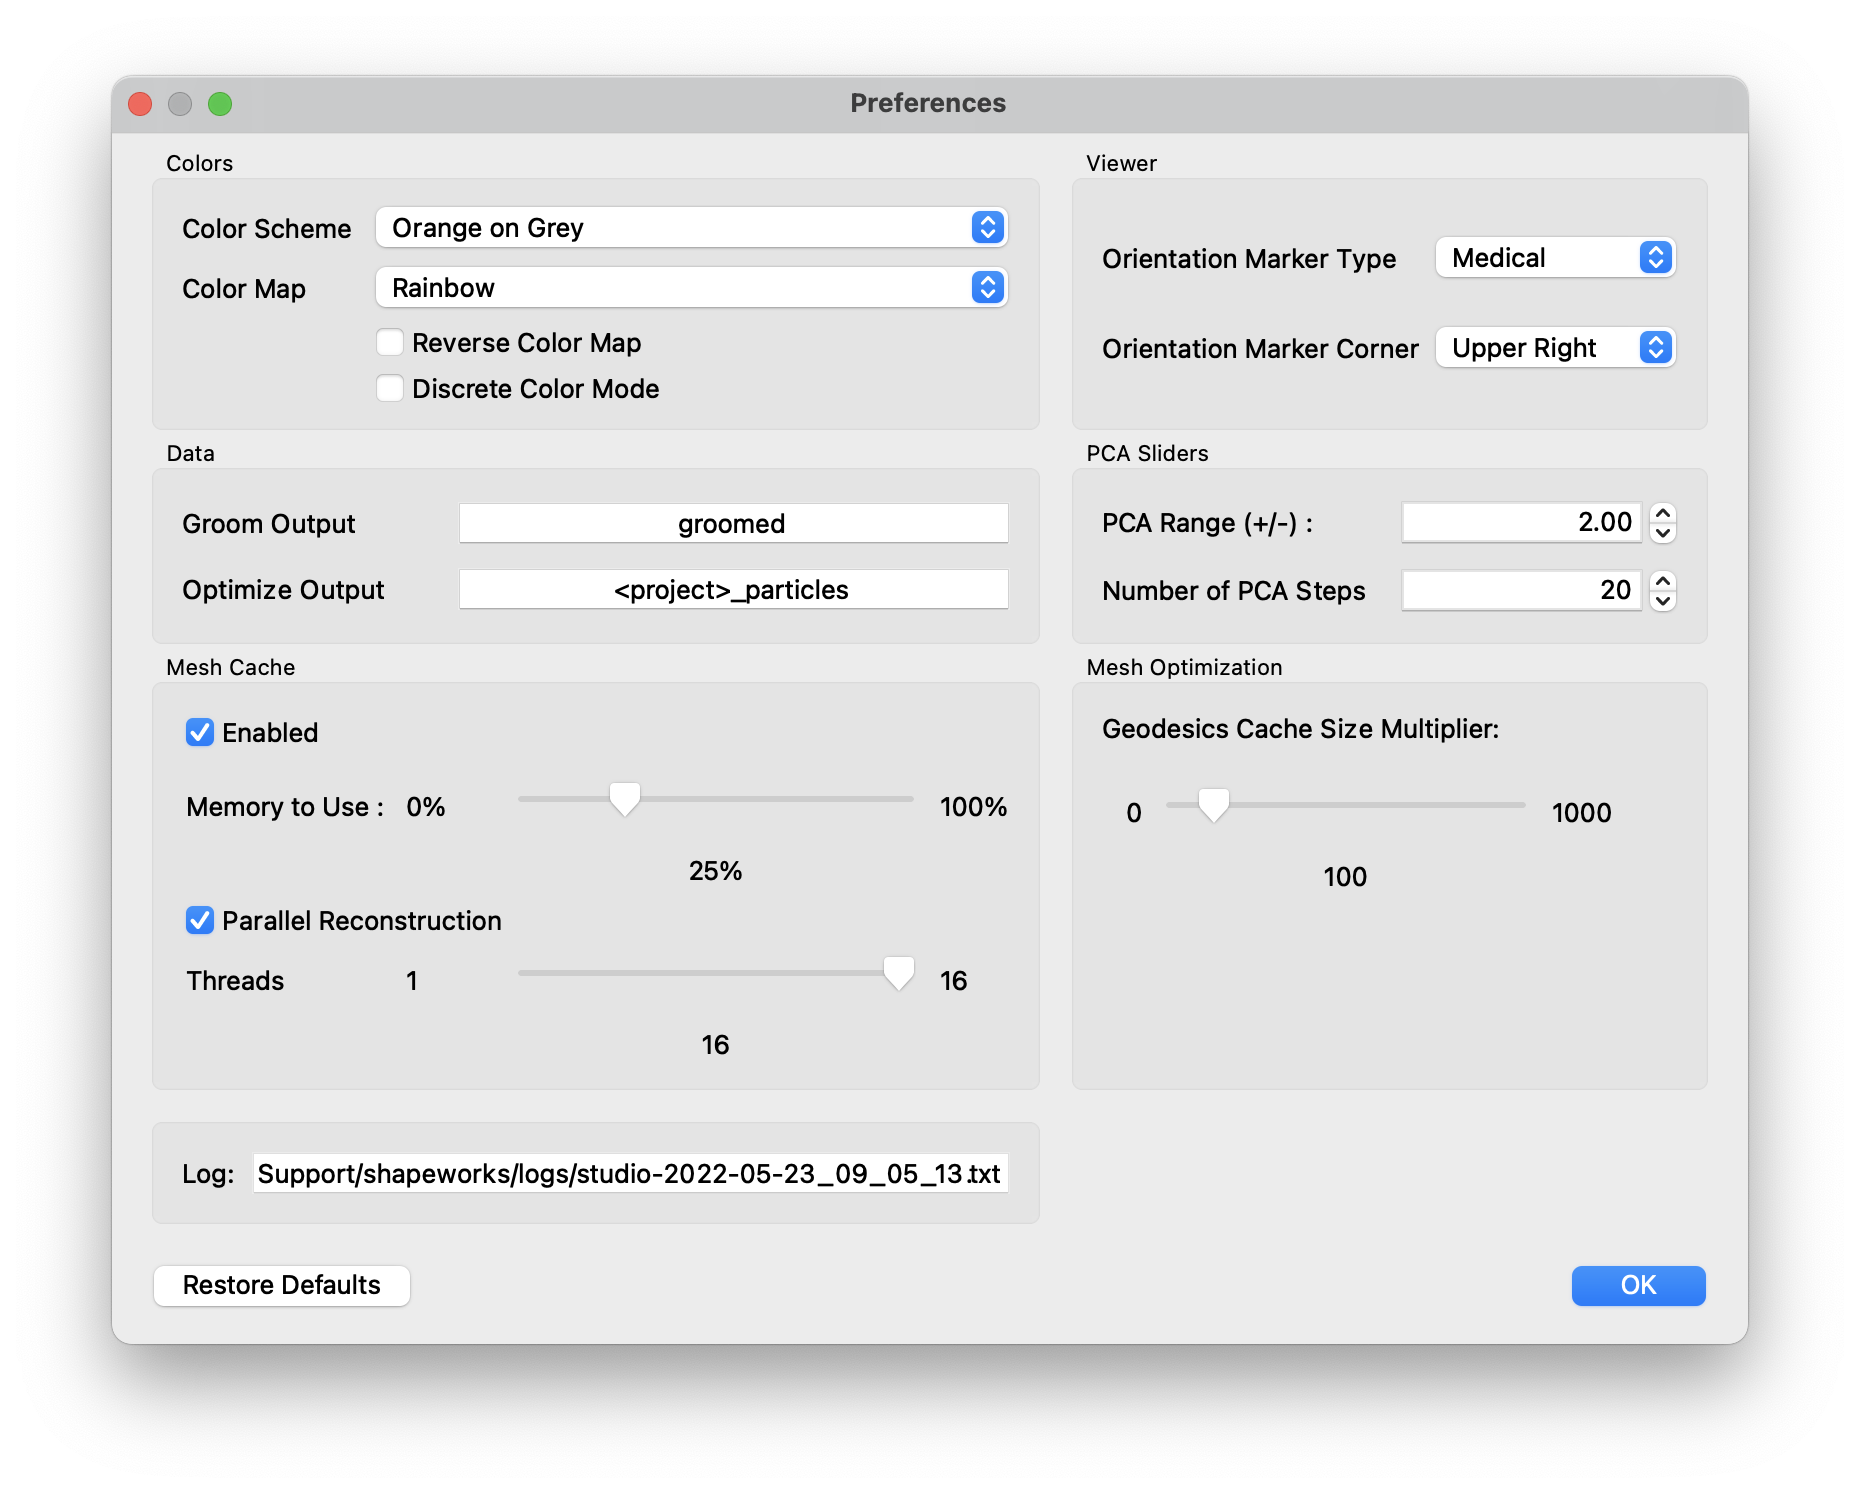 Preferences
Colors
Color Scheme Orange on Grey
Color Map Rainbow
Reverse Color Map
Discrete Color Mode
Viewer
Orientation Marker Type Medical
Orientation Marker Corner Upper Right
Data
Groom Output groomed
Optimize Output <project>_particles
PCA Sliders
PCA Range (+/-) : 2.00
Number of PCA Steps 20
Mesh Cache
Enabled
Memory to Use : 0% 100%
25%
Parallel Reconstruction
Threads 1 16
16
Mesh Optimization
Geodesics Cache Size Multiplier:
0 1000
100
Log: Support/shapeworks/logs/studio-2022-05-23_09_05_13.txt
Restore Defaults OK